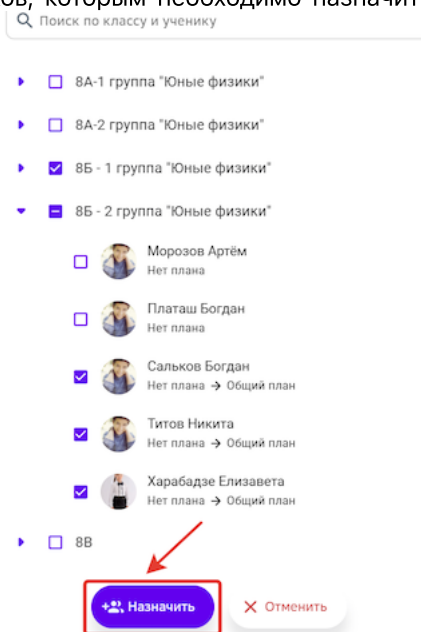 ов, которым необходимо назначит
Поиск по классу и ученику
8А-1 группа "Юные физики"
8А-2 группа "Юные физики"
8Б - 1 группа "Юные физики"
8Б - 2 группа "Юные физики"
Морозов Артём
Нет плана
Платаш Богдан
Нет плана
Сальков Богдан
Нет плана → Общий план
Титов Никита
Нет плана → Общий план
Харабадзе Елизавета
Нет плана → Общий план
8В
Назначить
Отменить